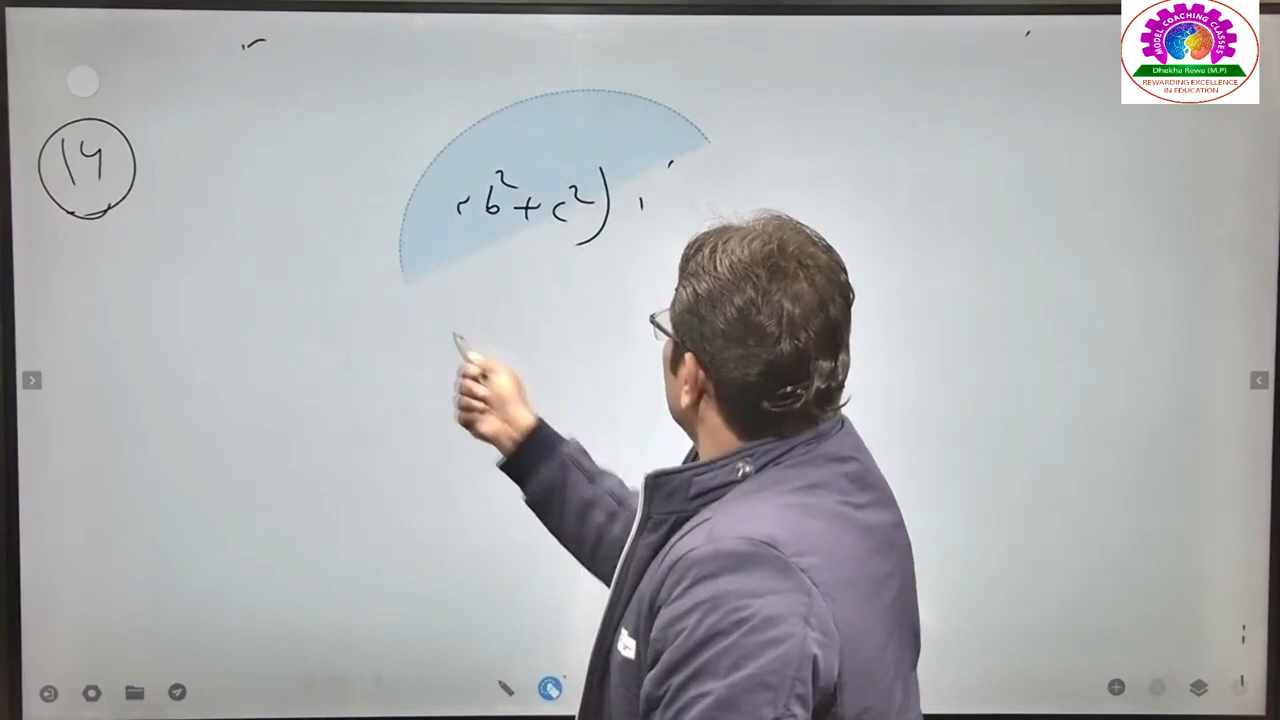 MODEL COACHING CLASSES
Dhekha Rewa (M.P)
REWARDING EXCELLENCE
IN EDUCATION
14
b²+c²)